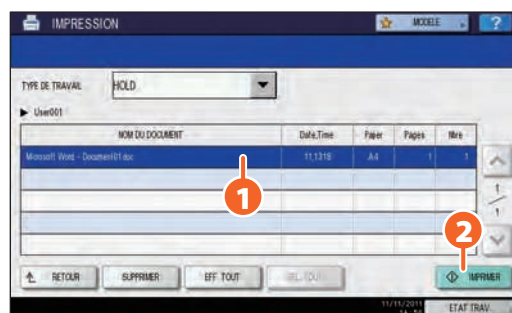 IMPRESSION
MODELE
?
TYPE DE TRAVAIL
HOLD
User001
NOM DU DOCUMENT Date,Time Paper Pages Nbre
Microsoft Word - Document01.doc 11,13:18 A4 1 1
1
1
1
2
RETOUR SUPPRIMER EFF TOUT SEL. TOUT IMPRIMER
11/11/2011
ETAT TRAV.